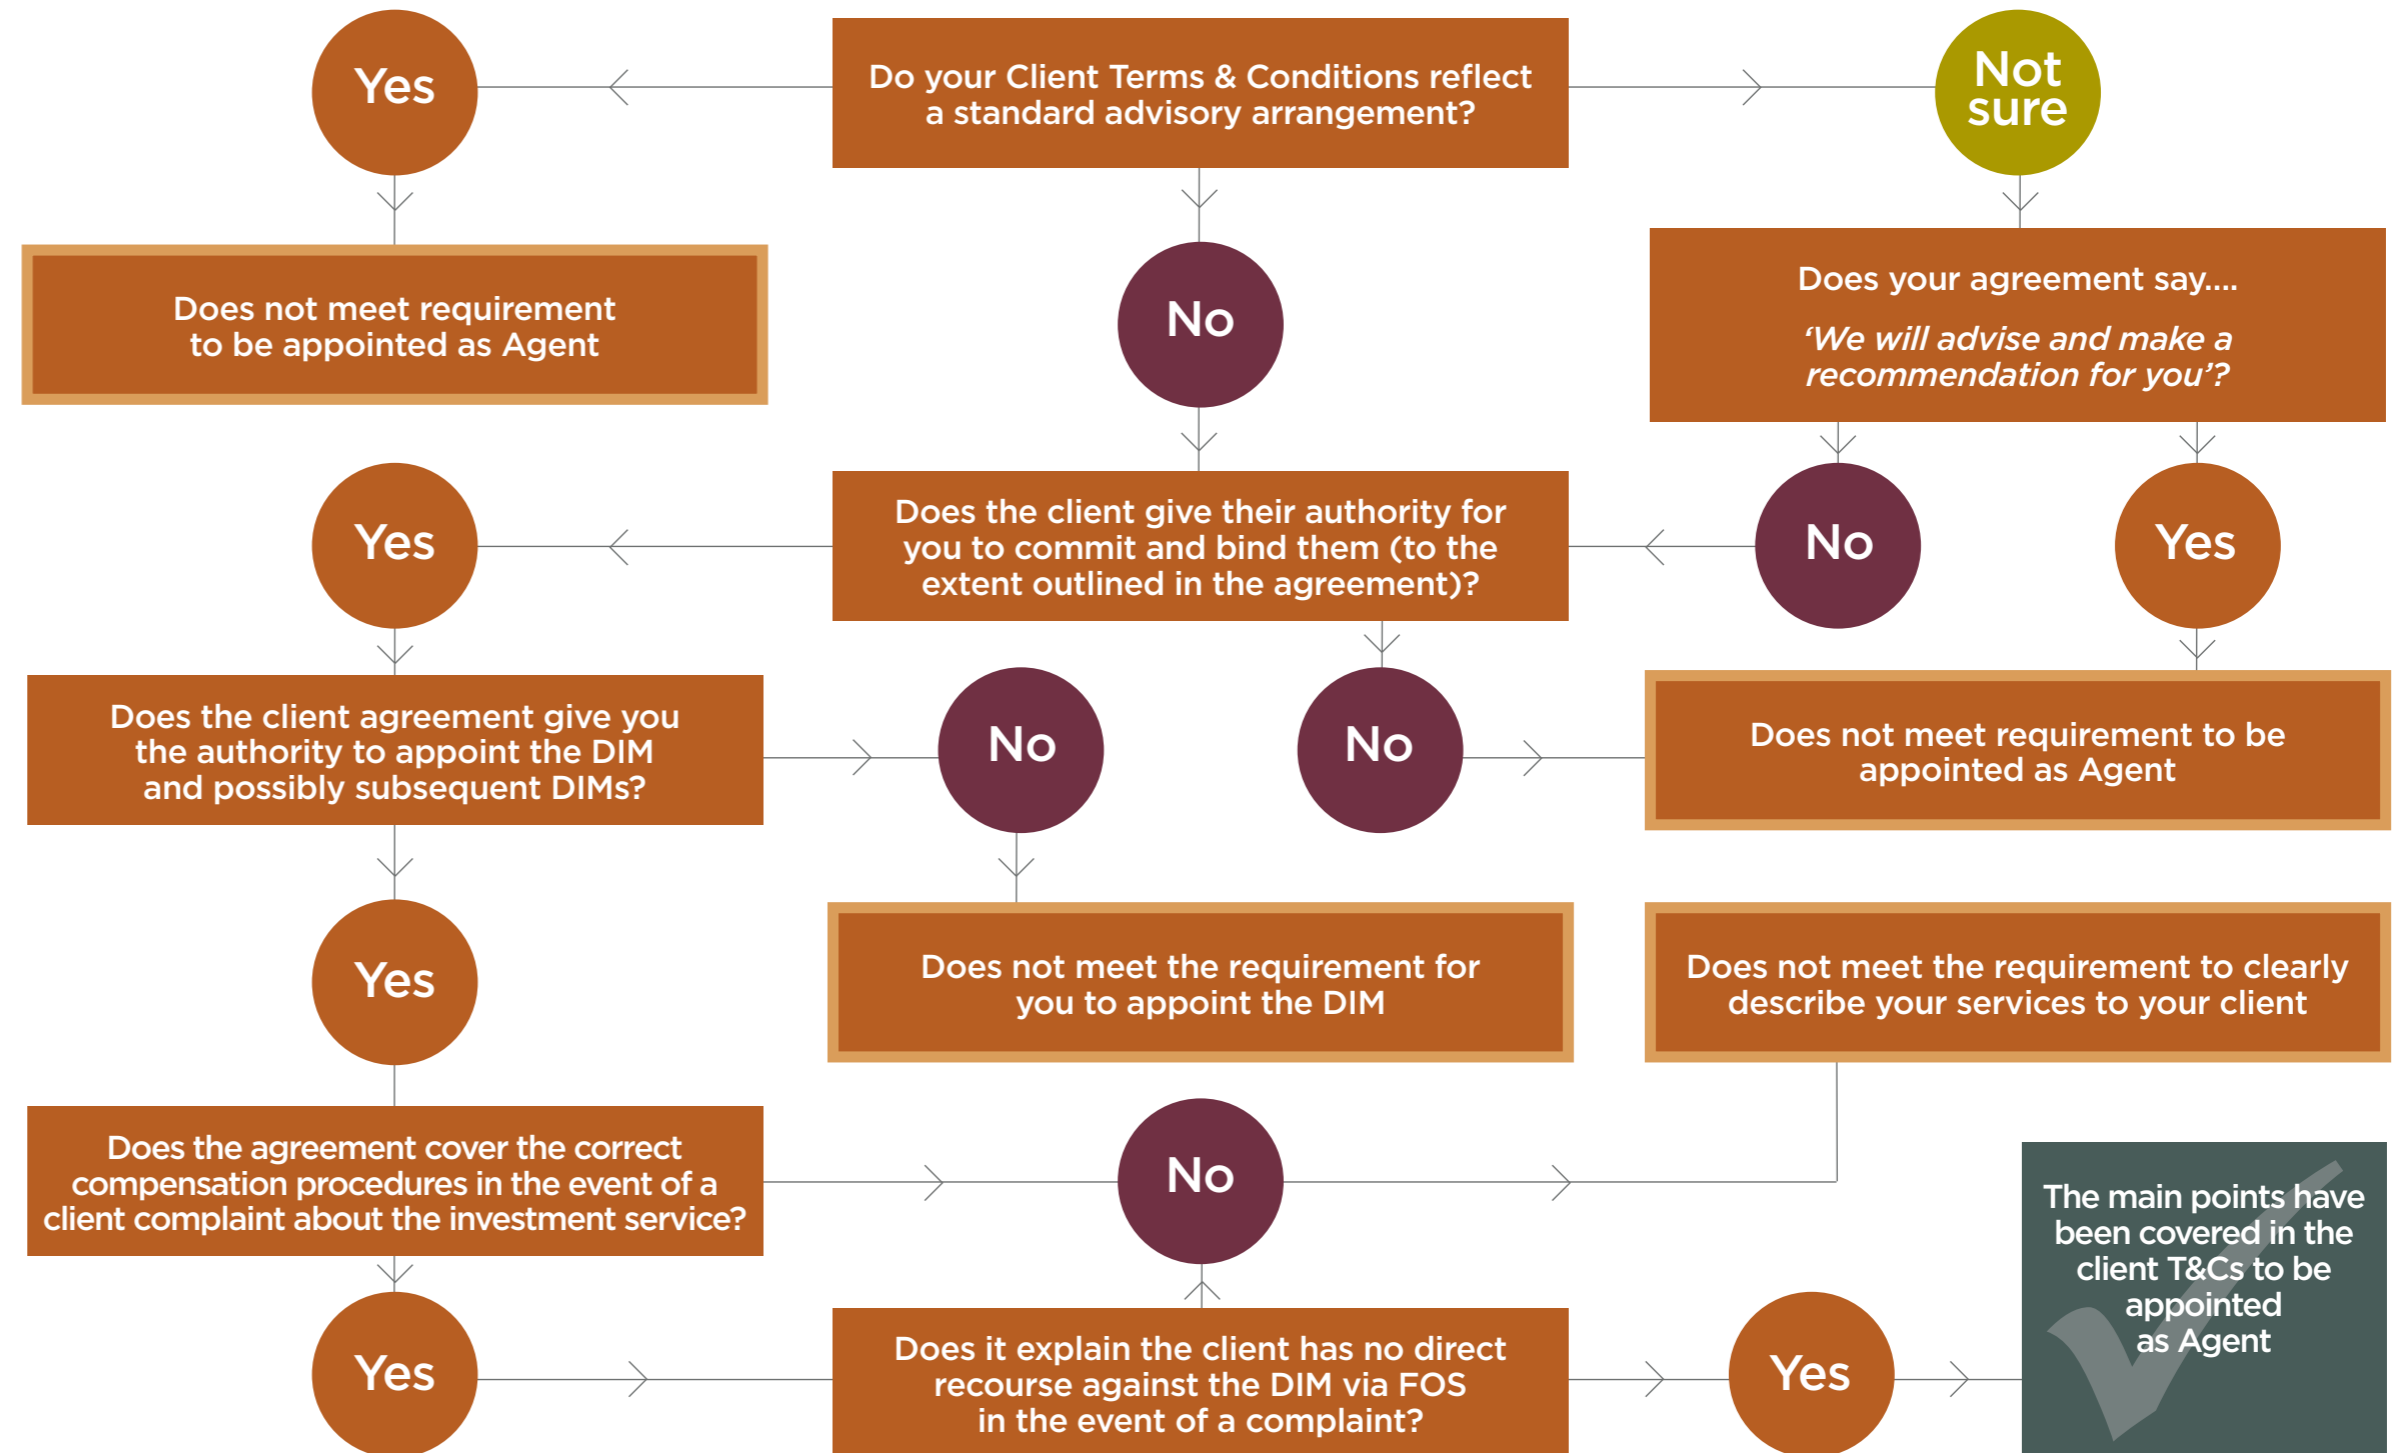 Yes
Do your Client Terms & Conditions reflect
a standard advisory arrangement?
Not
sure
Does not meet requirement
to be appointed as Agent
No
Does your agreement say....
‘We will advise and make a
recommendation for you’?
Yes
Does the client give their authority for
you to commit and bind them (to the
extent outlined in the agreement)?
No
Yes
Does the client agreement give you
the authority to appoint the DIM
and possibly subsequent DIMs?
No
No
Does not meet requirement to be
appointed as Agent
Yes
Does not meet the requirement for
you to appoint the DIM
Does not meet the requirement to clearly
describe your services to your client
Does the agreement cover the correct
compensation procedures in the event of a
client complaint about the investment service?
No
The main points have
been covered in the
client T&Cs to be
appointed
as Agent
Yes
Does it explain the client has no direct
recourse against the DIM via FOS
in the event of a complaint?
Yes